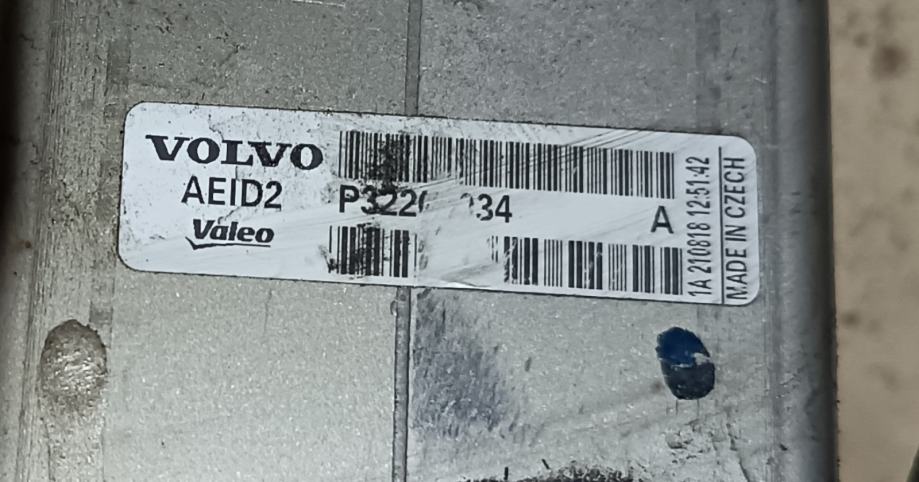 VOLVO
AEID2
Valeo
A
1A 210818 12:51:42
MADE IN CZECH